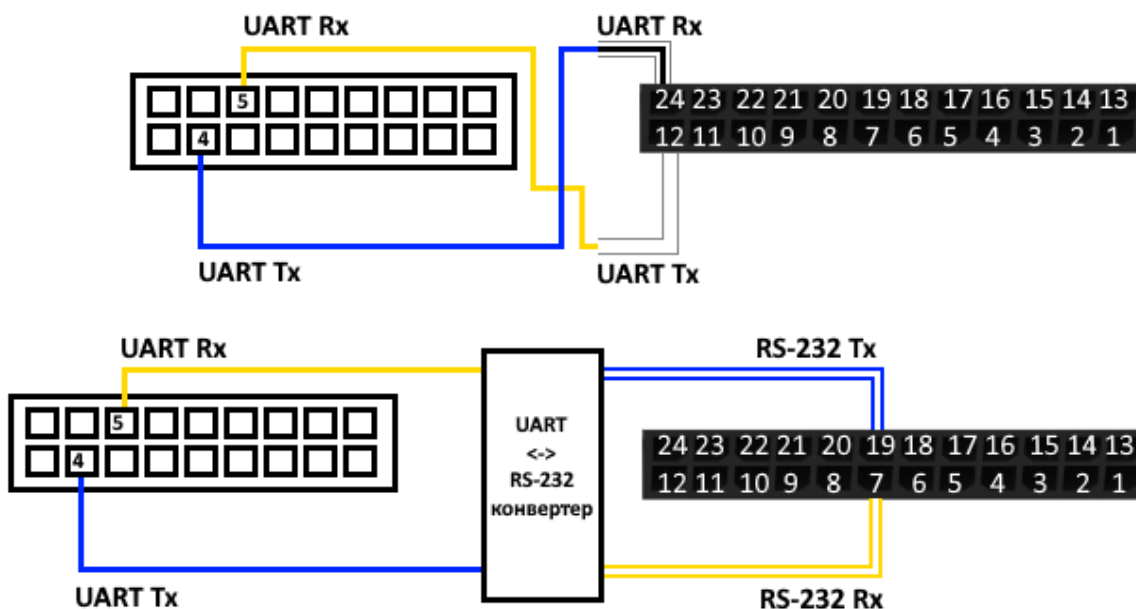 UART Rx
UART Rx
5
4
24 23 22 21 20 19 18 17 16 15 14 13
12 11 10 9 8 7 6 5 4 3 2 1
UART Tx
UART Tx
UART Rx
RS-232 Tx
5
4
UART
<->
RS-232
конвертер
24 23 22 21 20 19 18 17 16 15 14 13
12 11 10 9 8 7 6 5 4 3 2 1
UART Tx
RS-232 Rx